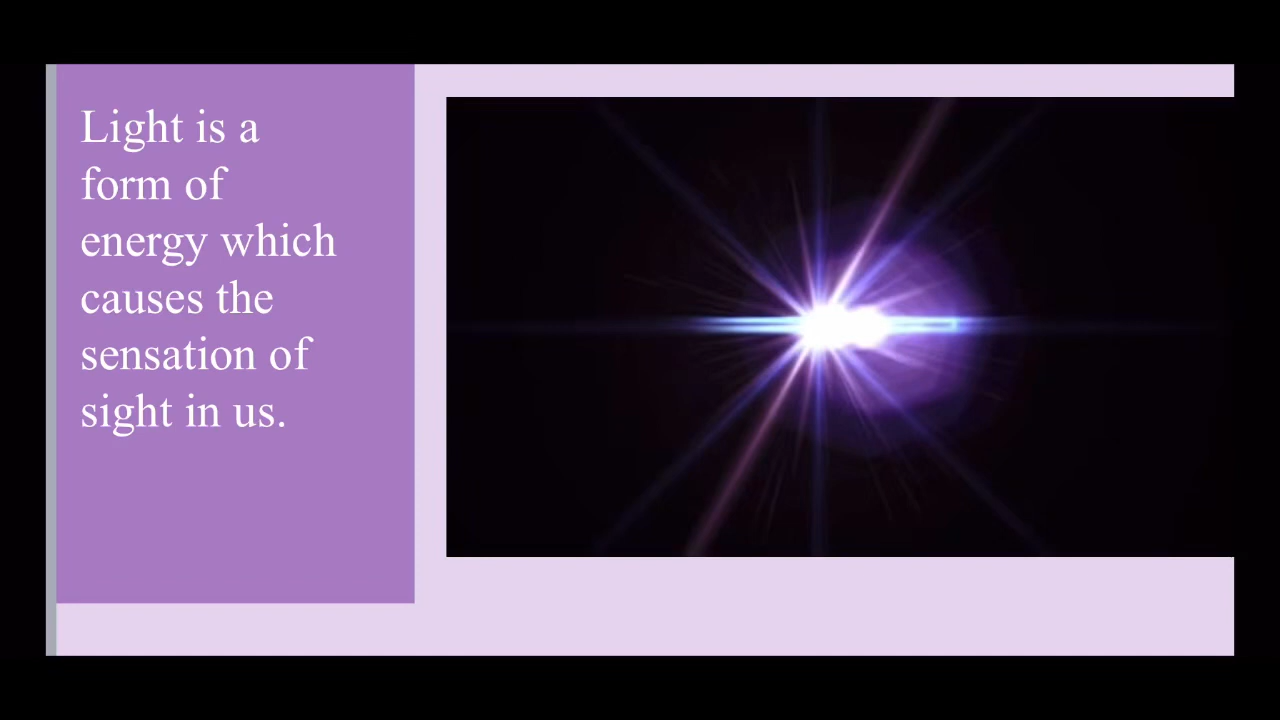 Light is a
form of
energy which
causes the
sensation of
sight in us.